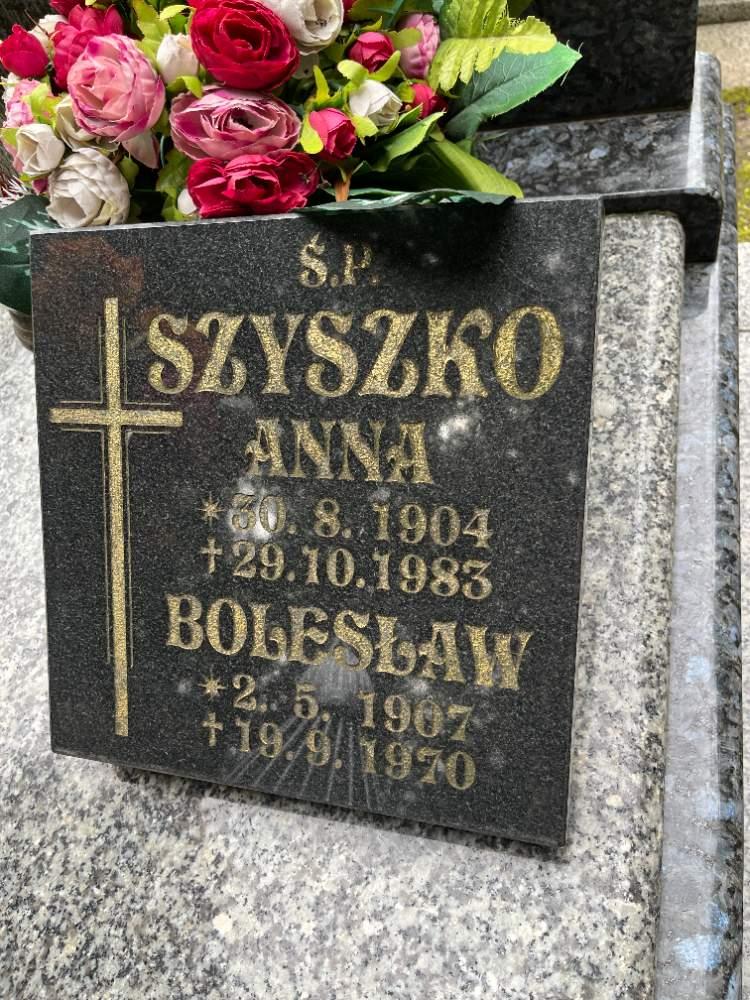 Ś.P.
SZYSZKO
ANNA
* 30. 8. 1904
✝ 29.10.1983
BOLESŁAW
* 2. 5. 1907
✝ 19. 9. 1970